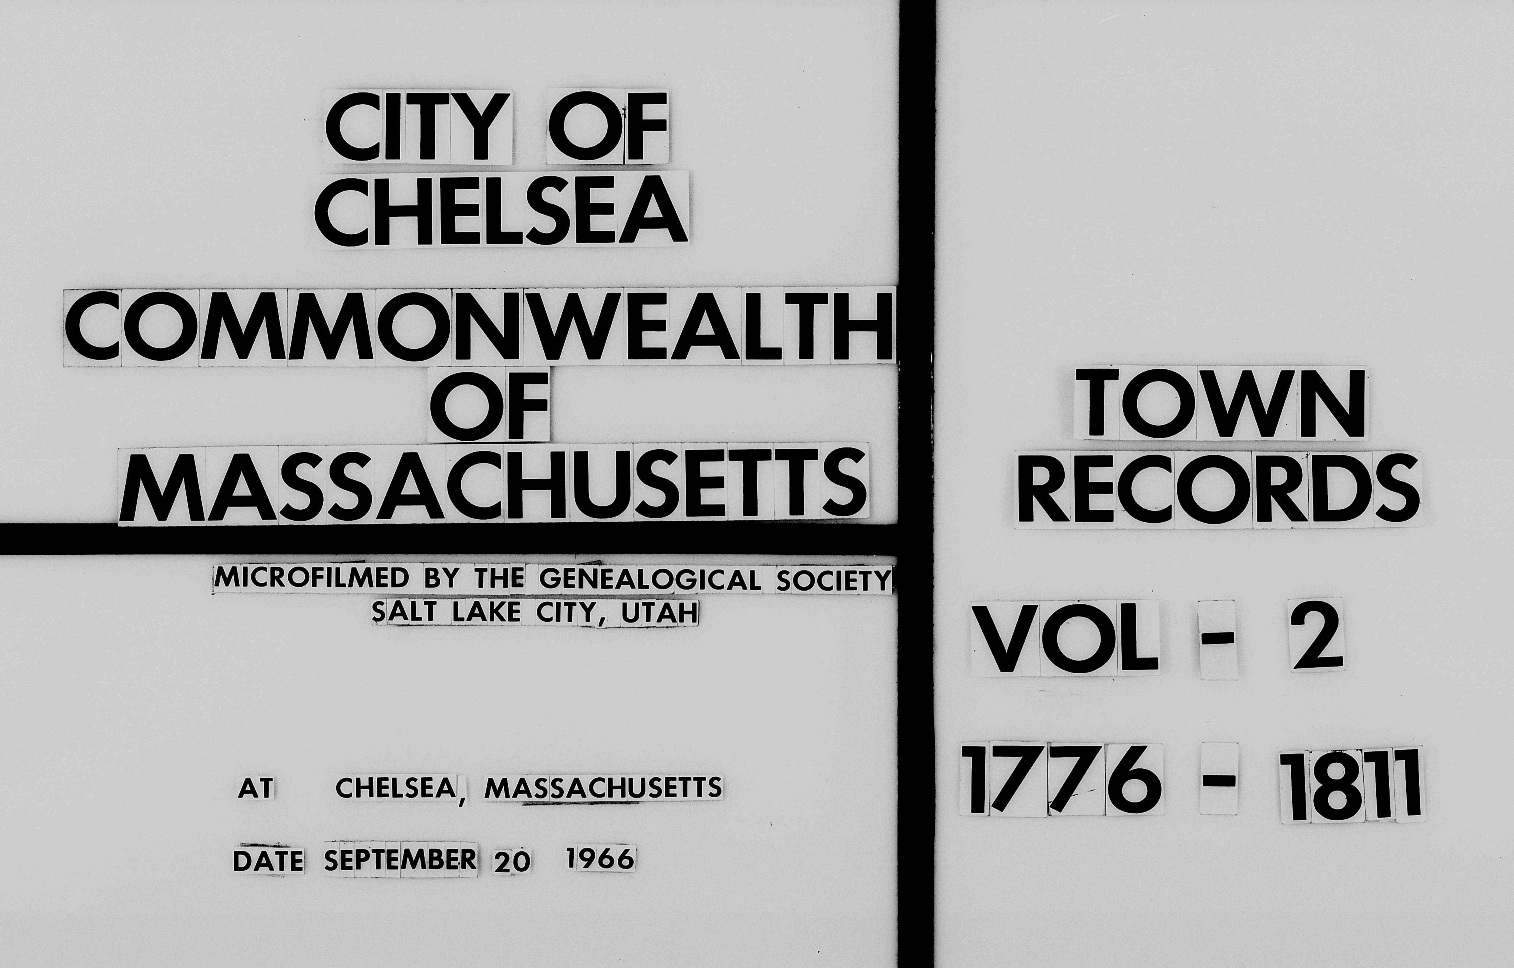 CITY OF
CHELSEA
COMMONWEALTH
OF
MASSACHUSETTS
MICROFILMED BY THE GENEALOGICAL SOCIETY
SALT LAKE CITY, UTAH
AT CHELSEA, MASSACHUSETTS
DATE SEPTEMBER 20 1966
TOWN
RECORDS
VOL - 2
1776 - 1811